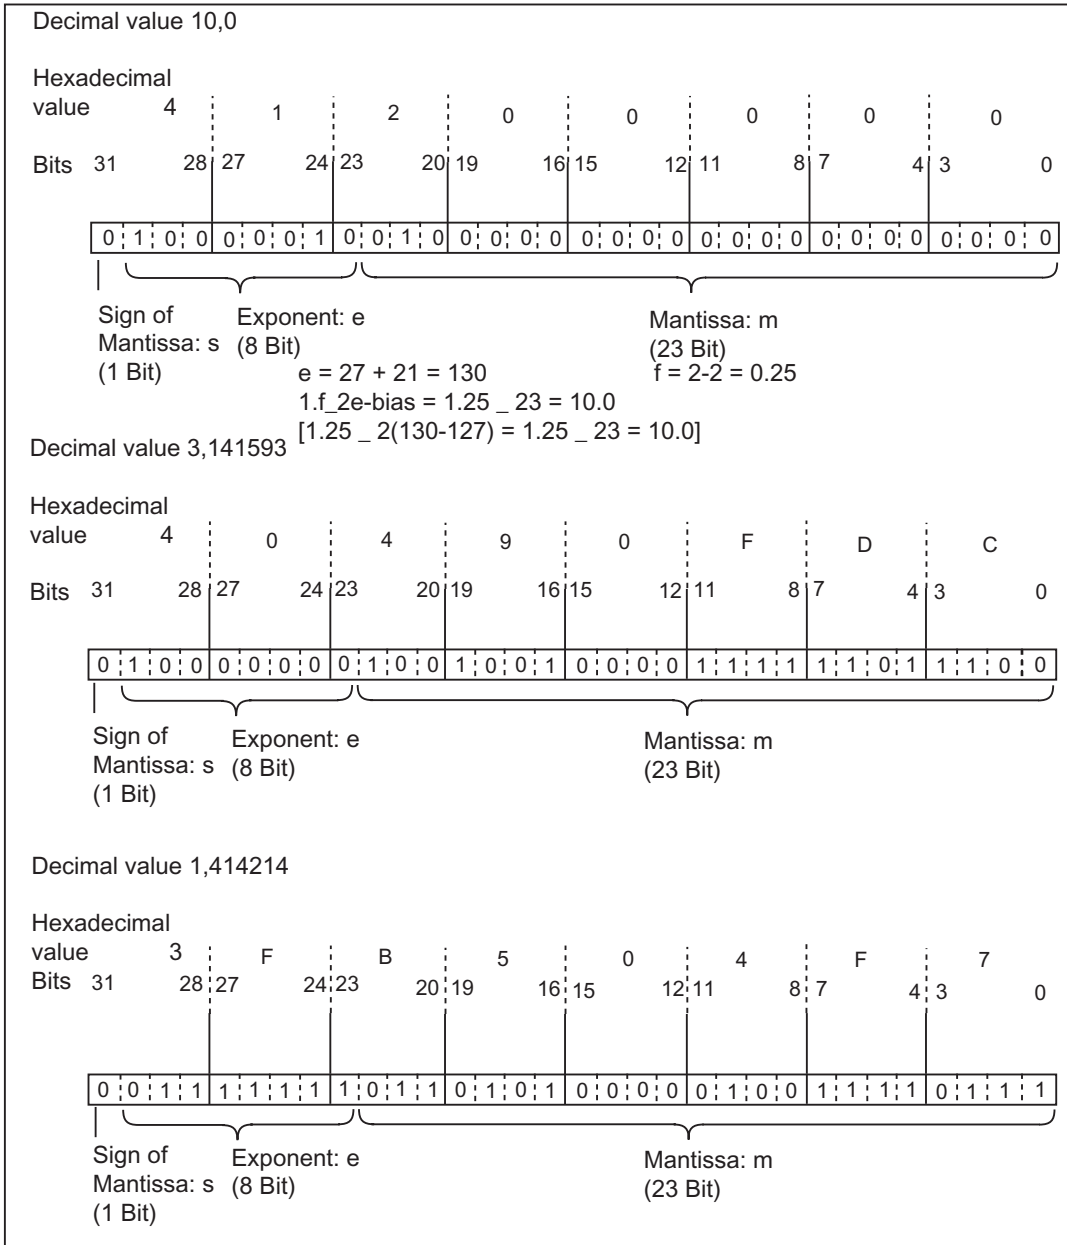 Decimal value 10,0
Hexadecimal
value 4 1 2 0 0 0 0 0
Bits 31 28 27 24 23 20 19 16 15 12 11 8 7 4 3 0
0 1 0 0 0 0 0 1 0 0 1 0 0 0 0 0 0 0 0 0 0 0 0 0 0 0 0 0 0 0 0 0
Sign of
Mantissa: s
(1 Bit)
Exponent: e
(8 Bit)
Mantissa: m
(23 Bit)
e = 27 + 21 = 130
f = 2-2 = 0.25
1.f_2e-bias = 1.25 _ 23 = 10.0
[1.25 _ 2(130-127) = 1.25 _ 23 = 10.0]
Decimal value 3,141593
Hexadecimal
value 4 0 4 9 0 F D C
Bits 31 28 27 24 23 20 19 16 15 12 11 8 7 4 3 0
0 1 0 0 0 0 0 0 0 1 0 0 1 0 0 1 0 0 0 0 1 1 1 1 1 1 0 1 1 1 0 0
Sign of
Mantissa: s
(1 Bit)
Exponent: e
(8 Bit)
Mantissa: m
(23 Bit)
Decimal value 1,414214
Hexadecimal
value 3 F B 5 0 4 F 7
Bits 31 28 27 24 23 20 19 16 15 12 11 8 7 4 3 0
0 0 1 1 1 1 1 1 1 0 1 1 0 1 0 1 0 0 0 0 0 1 0 0 1 1 1 1 0 1 1 1
Sign of
Mantissa: s
(1 Bit)
Exponent: e
(8 Bit)
Mantissa: m
(23 Bit)